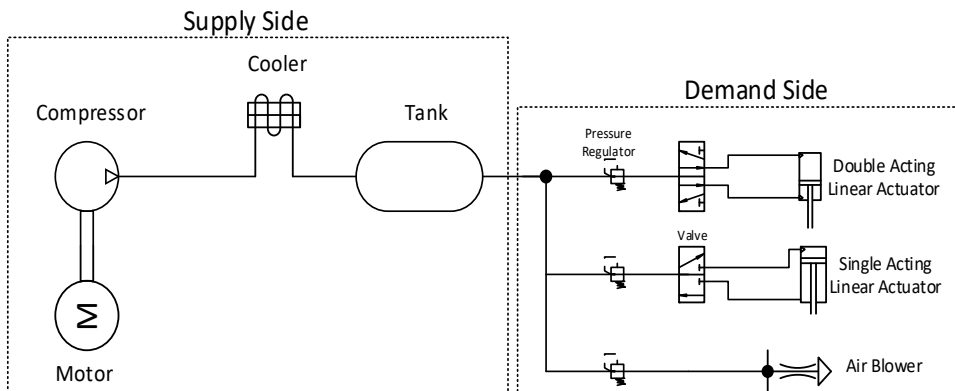 Supply Side
Cooler
Compressor
Tank
Demand Side
Pressure
Regulator
Double Acting
Linear Actuator
Valve
Single Acting
Linear Actuator
M
Motor
Air Blower